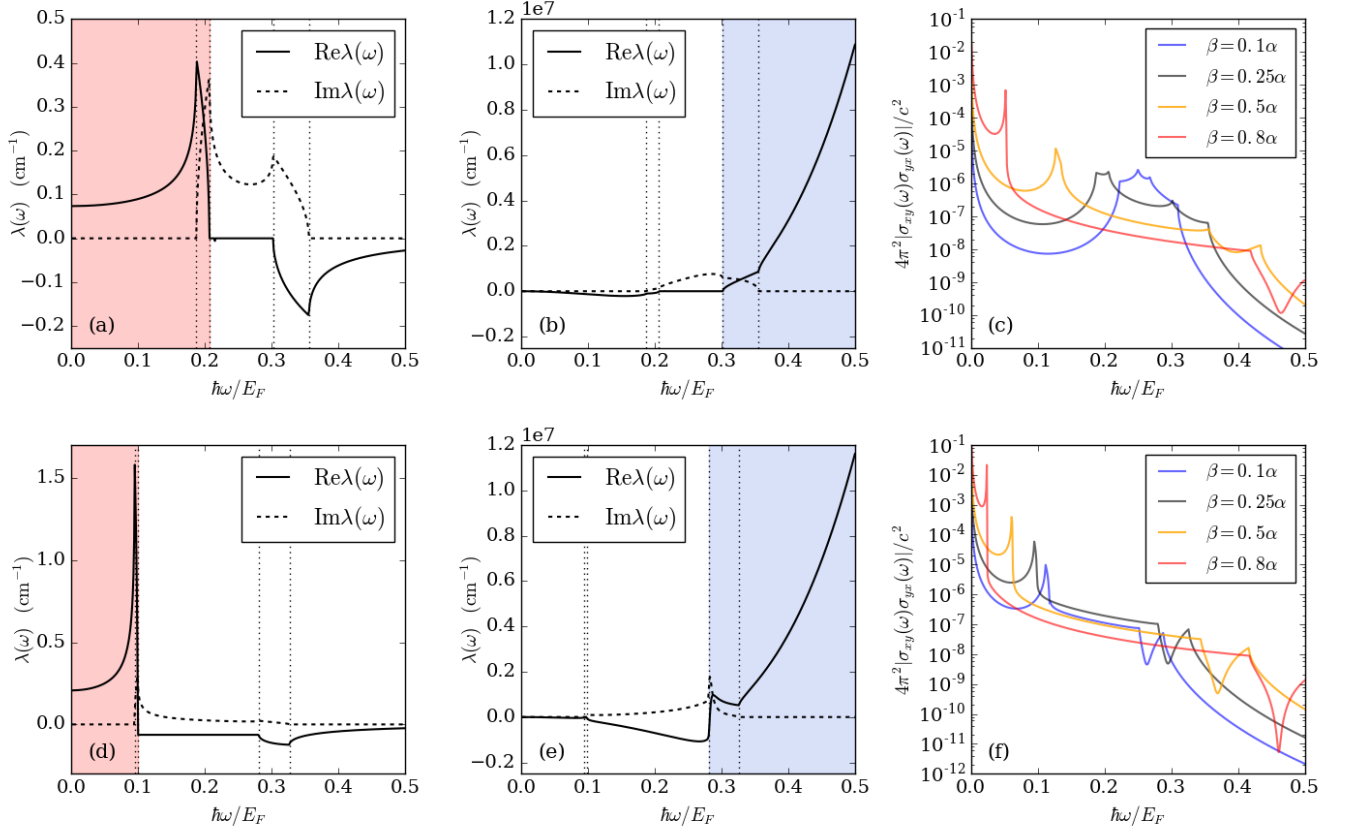 0.5
0.4
0.3
0.2
0.1
0.0
−0.1
−0.2
λ(ω) (cm⁻¹)
Reλ(ω)
Imλ(ω)
(a)
0.0 0.1 0.2 0.3 0.4 0.5
ħω/E_F
1e7
1.2
1.0
0.8
0.6
0.4
0.2
0.0
−0.2
λ(ω) (cm⁻¹)
Reλ(ω)
Imλ(ω)
(b)
0.0 0.1 0.2 0.3 0.4 0.5
ħω/E_F
10⁻¹
10⁻²
10⁻³
10⁻⁴
10⁻⁵
10⁻⁶
10⁻⁷
10⁻⁸
10⁻⁹
10⁻¹⁰
10⁻¹¹
4π²|σ_xy(ω)σ_yx(ω)|/c²
β=0.1α
β=0.25α
β=0.5α
β=0.8α
(c)
0.0 0.1 0.2 0.3 0.4 0.5
ħω/E_F
1.5
1.0
0.5
0.0
λ(ω) (cm⁻¹)
Reλ(ω)
Imλ(ω)
(d)
0.0 0.1 0.2 0.3 0.4 0.5
ħω/E_F
1e7
1.2
1.0
0.8
0.6
0.4
0.2
0.0
−0.2
λ(ω) (cm⁻¹)
Reλ(ω)
Imλ(ω)
(e)
0.0 0.1 0.2 0.3 0.4 0.5
ħω/E_F
10⁻¹
10⁻²
10⁻³
10⁻⁴
10⁻⁵
10⁻⁶
10⁻⁷
10⁻⁸
10⁻⁹
10⁻¹⁰
10⁻¹¹
10⁻¹²
4π²|σ_xy(ω)σ_yx(ω)|/c²
β=0.1α
β=0.25α
β=0.5α
β=0.8α
(f)
0.0 0.1 0.2 0.3 0.4 0.5
ħω/E_F